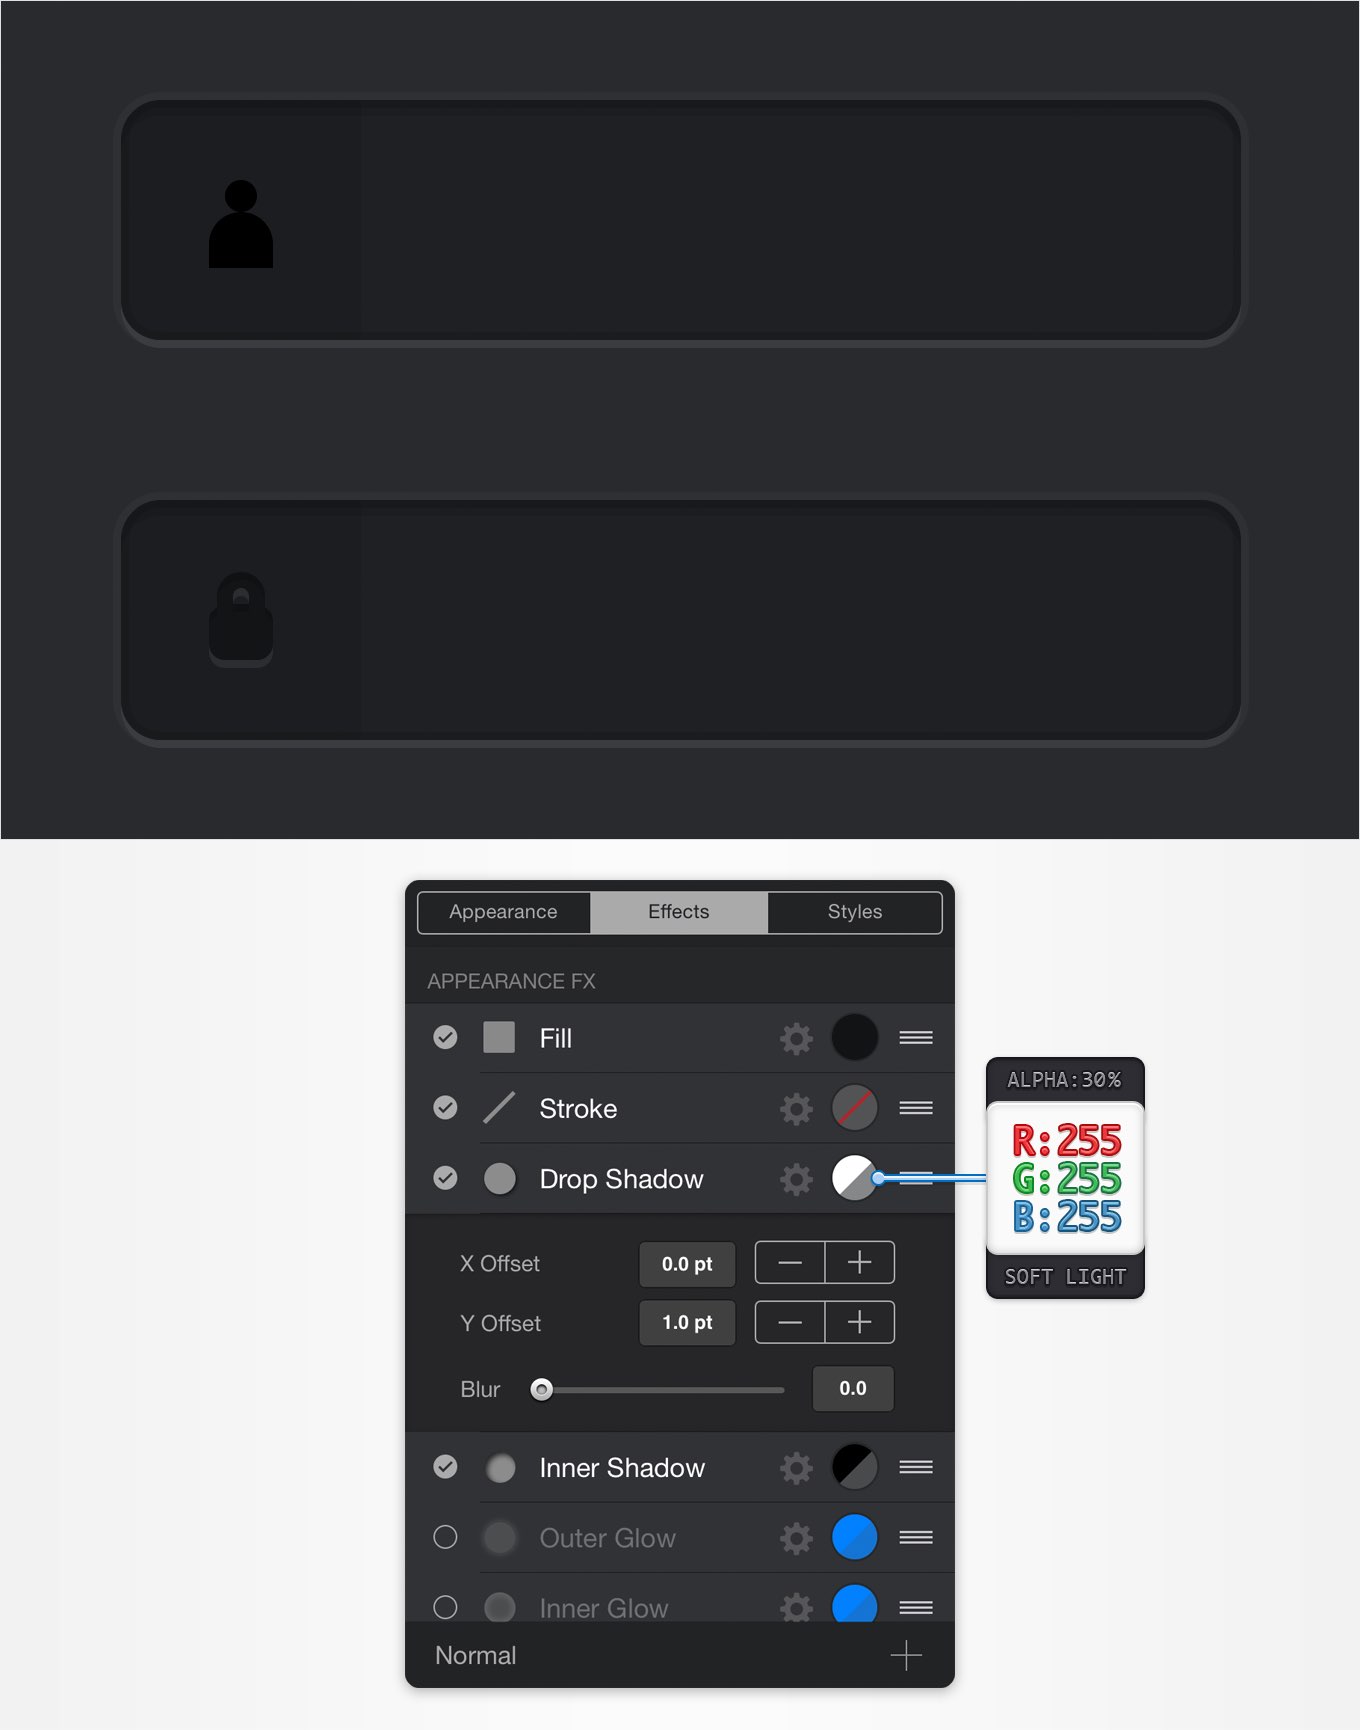 Appearance Effects Styles
APPEARANCE FX
Fill
Stroke
Drop Shadow
ALPHA:30%
R:255
G:255
B:255
SOFT LIGHT
X Offset 0.0 pt
Y Offset 1.0 pt
Blur 0.0
Inner Shadow
Outer Glow
Inner Glow
Normal